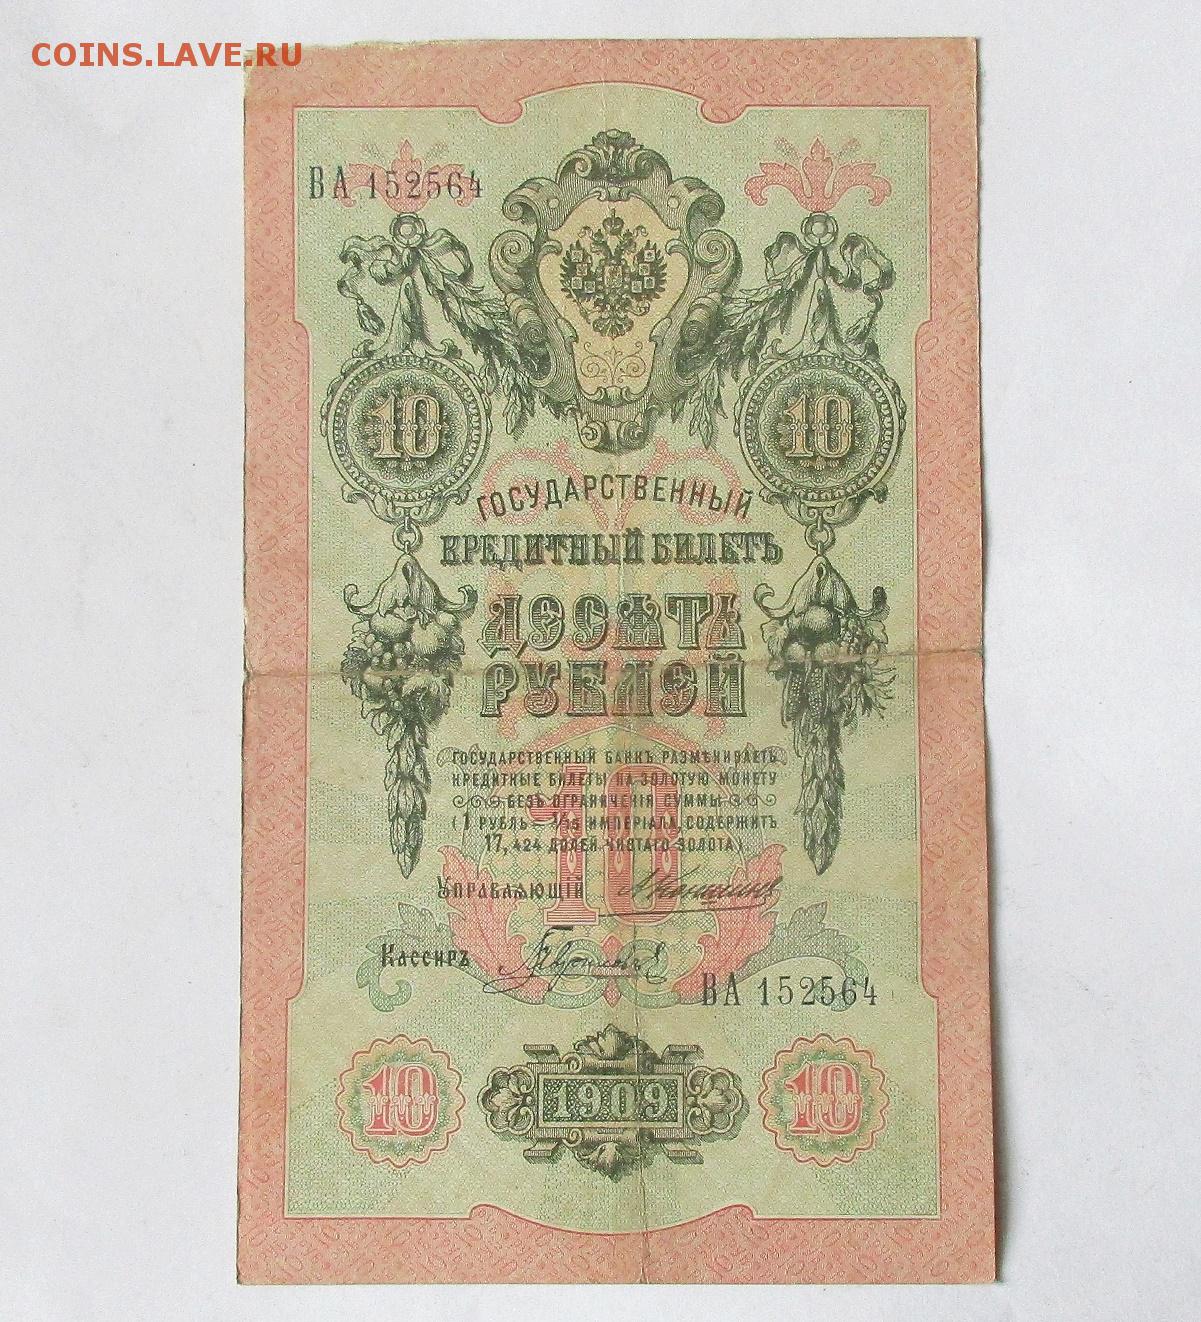 COINS.LAVE.RU
ВА 152564
10 10
ГОСУДАРСТВЕННЫЙ
КРЕДИТНЫЙ БИЛЕТЪ
ДЕСЯТЬ
РУБЛЕЙ
ГОСУДАРСТВЕННЫЙ БАНКЪ РАЗМѢНИВАЕТЪ
КРЕДИТНЫЕ БИЛЕТЫ НА ЗОЛОТУЮ МОНЕТУ
БЕЗЪ ОГРАНИЧЕНІЯ СУММЫ
(1 РУБЛЬ = 1/15 ИМПЕРІАЛА, СОДЕРЖИТЪ
17,424 ДОЛЕЙ ЧИСТАГО ЗОЛОТА)
10
УПРАВЛЯЮЩІЙ
КАССИРЪ
ВА 152564
10 1909 10